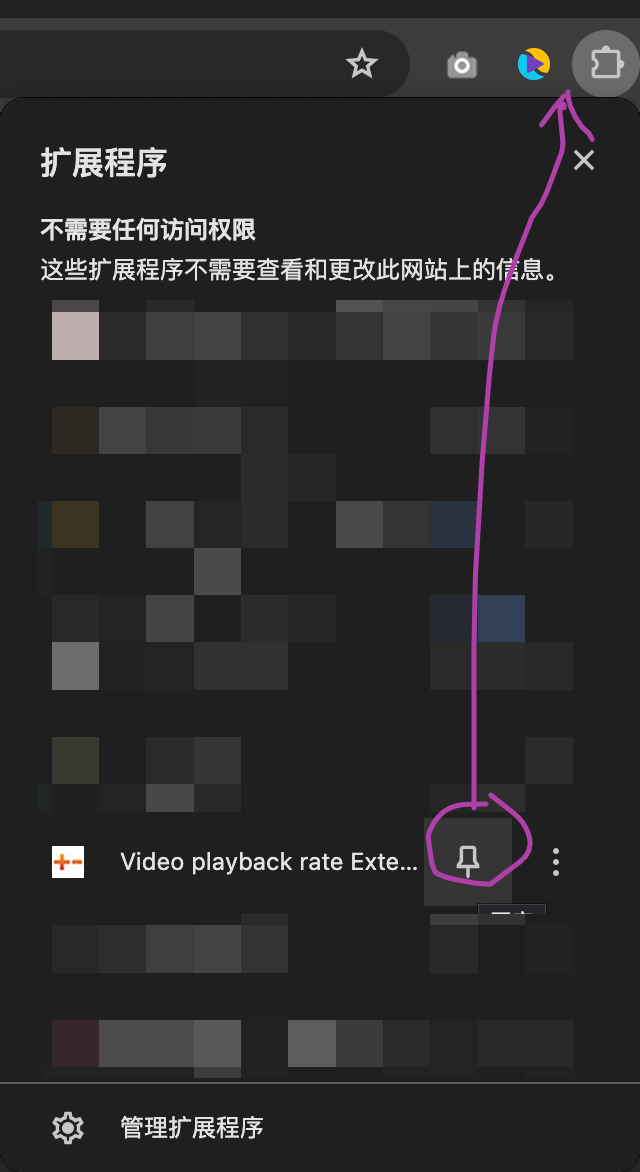 扩展程序
不需要任何访问权限
这些扩展程序不需要查看和更改此网站上的信息。
Video playback rate Exte...
管理扩展程序